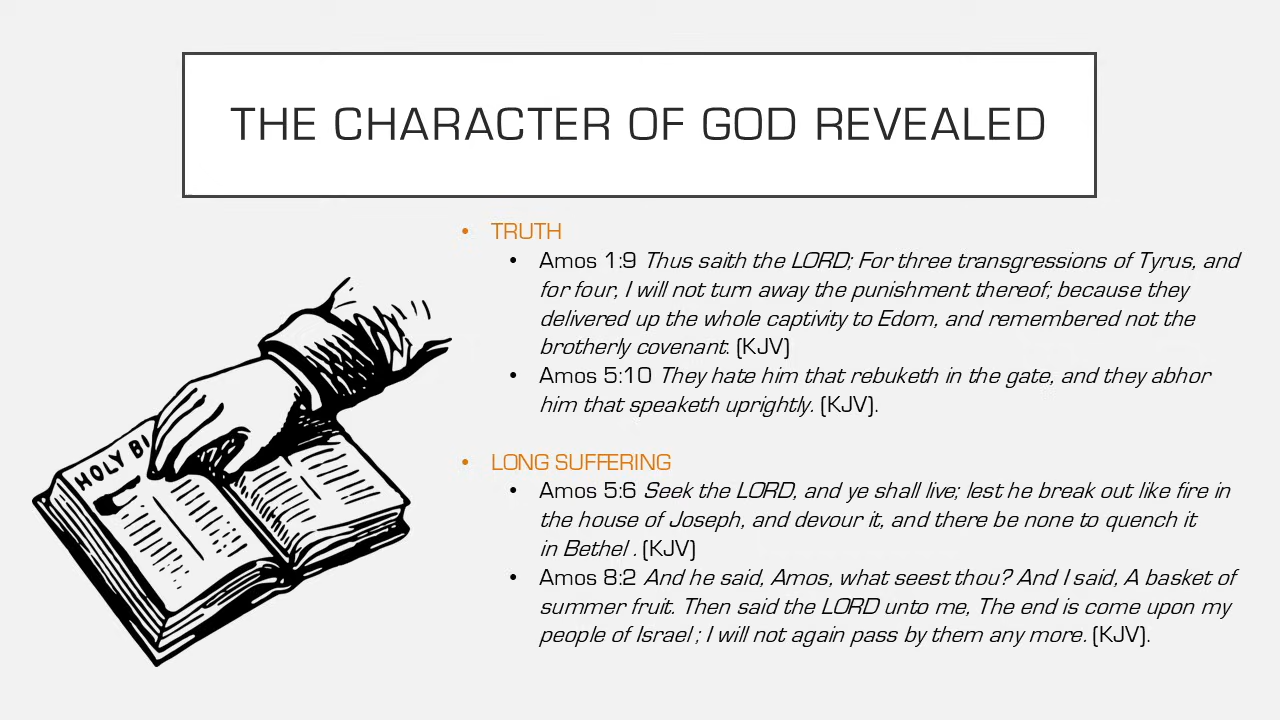 THE CHARACTER OF GOD REVEALED
• TRUTH
• Amos 1:9 Thus saith the LORD; For three transgressions of Tyrus, and
for four, I will not turn away the punishment thereof; because they
delivered up the whole captivity to Edom, and remembered not the
brotherly covenant: (KJV)
• Amos 5:10 They hate him that rebuketh in the gate, and they abhor
him that speaketh uprightly. (KJV).
• LONG SUFFERING
• Amos 5:6 Seek the LORD, and ye shall live; lest he break out like fire in
the house of Joseph, and devour it, and there be none to quench it
in Bethel . (KJV)
• Amos 8:2 And he said, Amos, what seest thou? And I said, A basket of
summer fruit. Then said the LORD unto me, The end is come upon my
people of Israel ; I will not again pass by them any more. (KJV).
HOLY BI